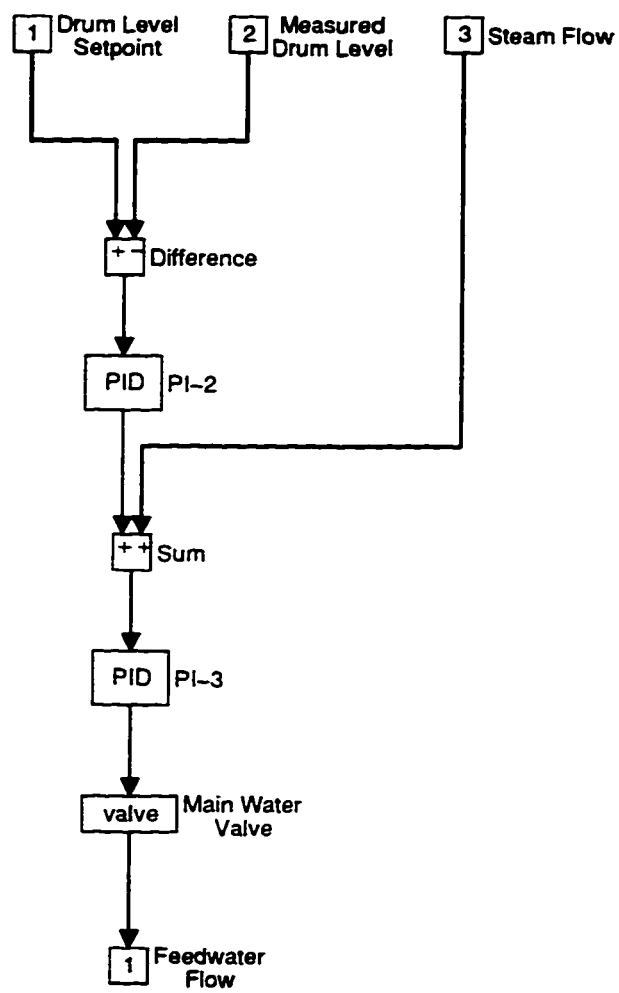 1 Drum Level
Setpoint
2 Measured
Drum Level
3 Steam Flow
+ − Difference
PID PI-2
+ + Sum
PID PI-3
valve Main Water
Valve
1 Feedwater
Flow